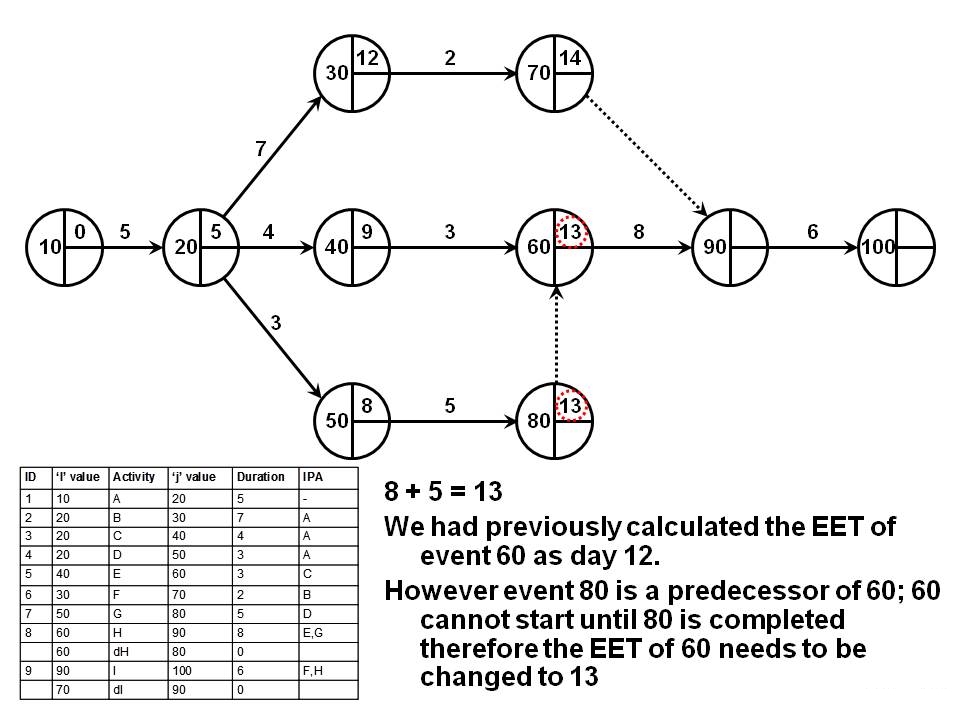 12
2
14
30
70
7
0
5
5
4
9
3
13
8
6
10
20
40
60
90
100
3
8
5
13
50
80
ID 'I' value Activity 'j' value Duration IPA
1 10 A 20 5 -
2 20 B 30 7 A
3 20 C 40 4 A
4 20 D 50 3 A
5 40 E 60 3 C
6 30 F 70 2 B
7 50 G 80 5 D
8 60 H 90 8 E,G
60 dH 80 0
9 90 I 100 6 F,H
70 dI 90 0
8 + 5 = 13
We had previously calculated the EET of
event 60 as day 12.
However event 80 is a predecessor of 60; 60
cannot start until 80 is completed
therefore the EET of 60 needs to be
changed to 13